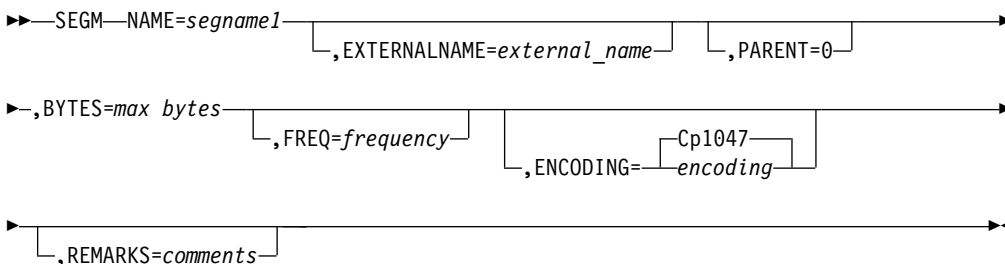 SEGM NAME=segname1
,EXTERNALNAME=external_name ,PARENT=0
,BYTES=max bytes
,FREQ=frequency
Cp1047
,ENCODING= encoding
,REMARKS=comments